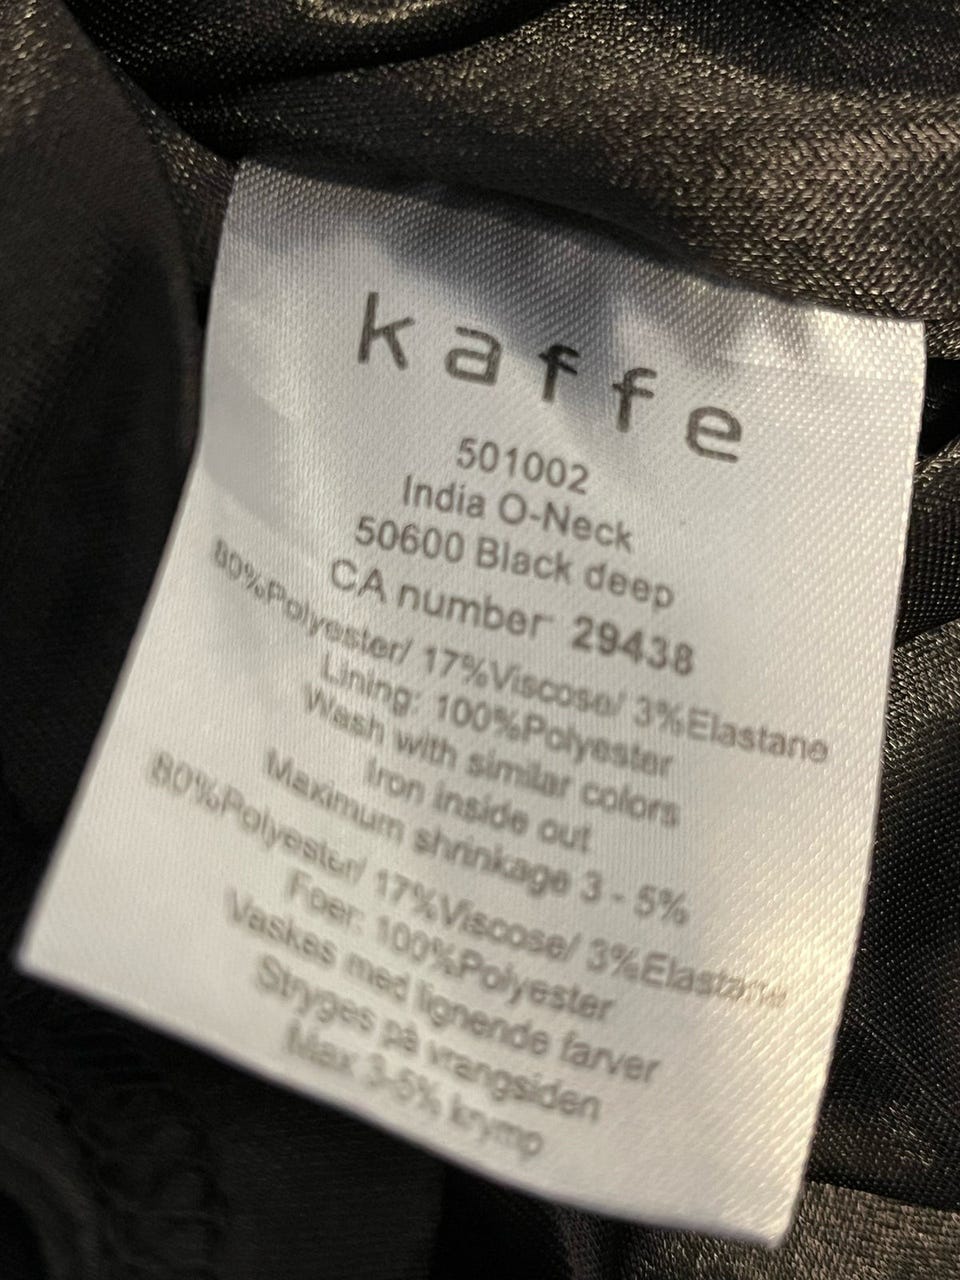 kaffe
501002
India O-Neck
50600 Black deep
CA number 29438
80%Polyester/ 17%Viscose/ 3%Elastane
Lining: 100%Polyester
Wash with similar colors
Iron inside out
Maximum shrinkage 3 - 5%
80%Polyester/ 17%Viscose/ 3%Elastane
Foer: 100%Polyester
Vaskes med lignende farver
Stryges på vrangsiden
Max 3-5% krymp